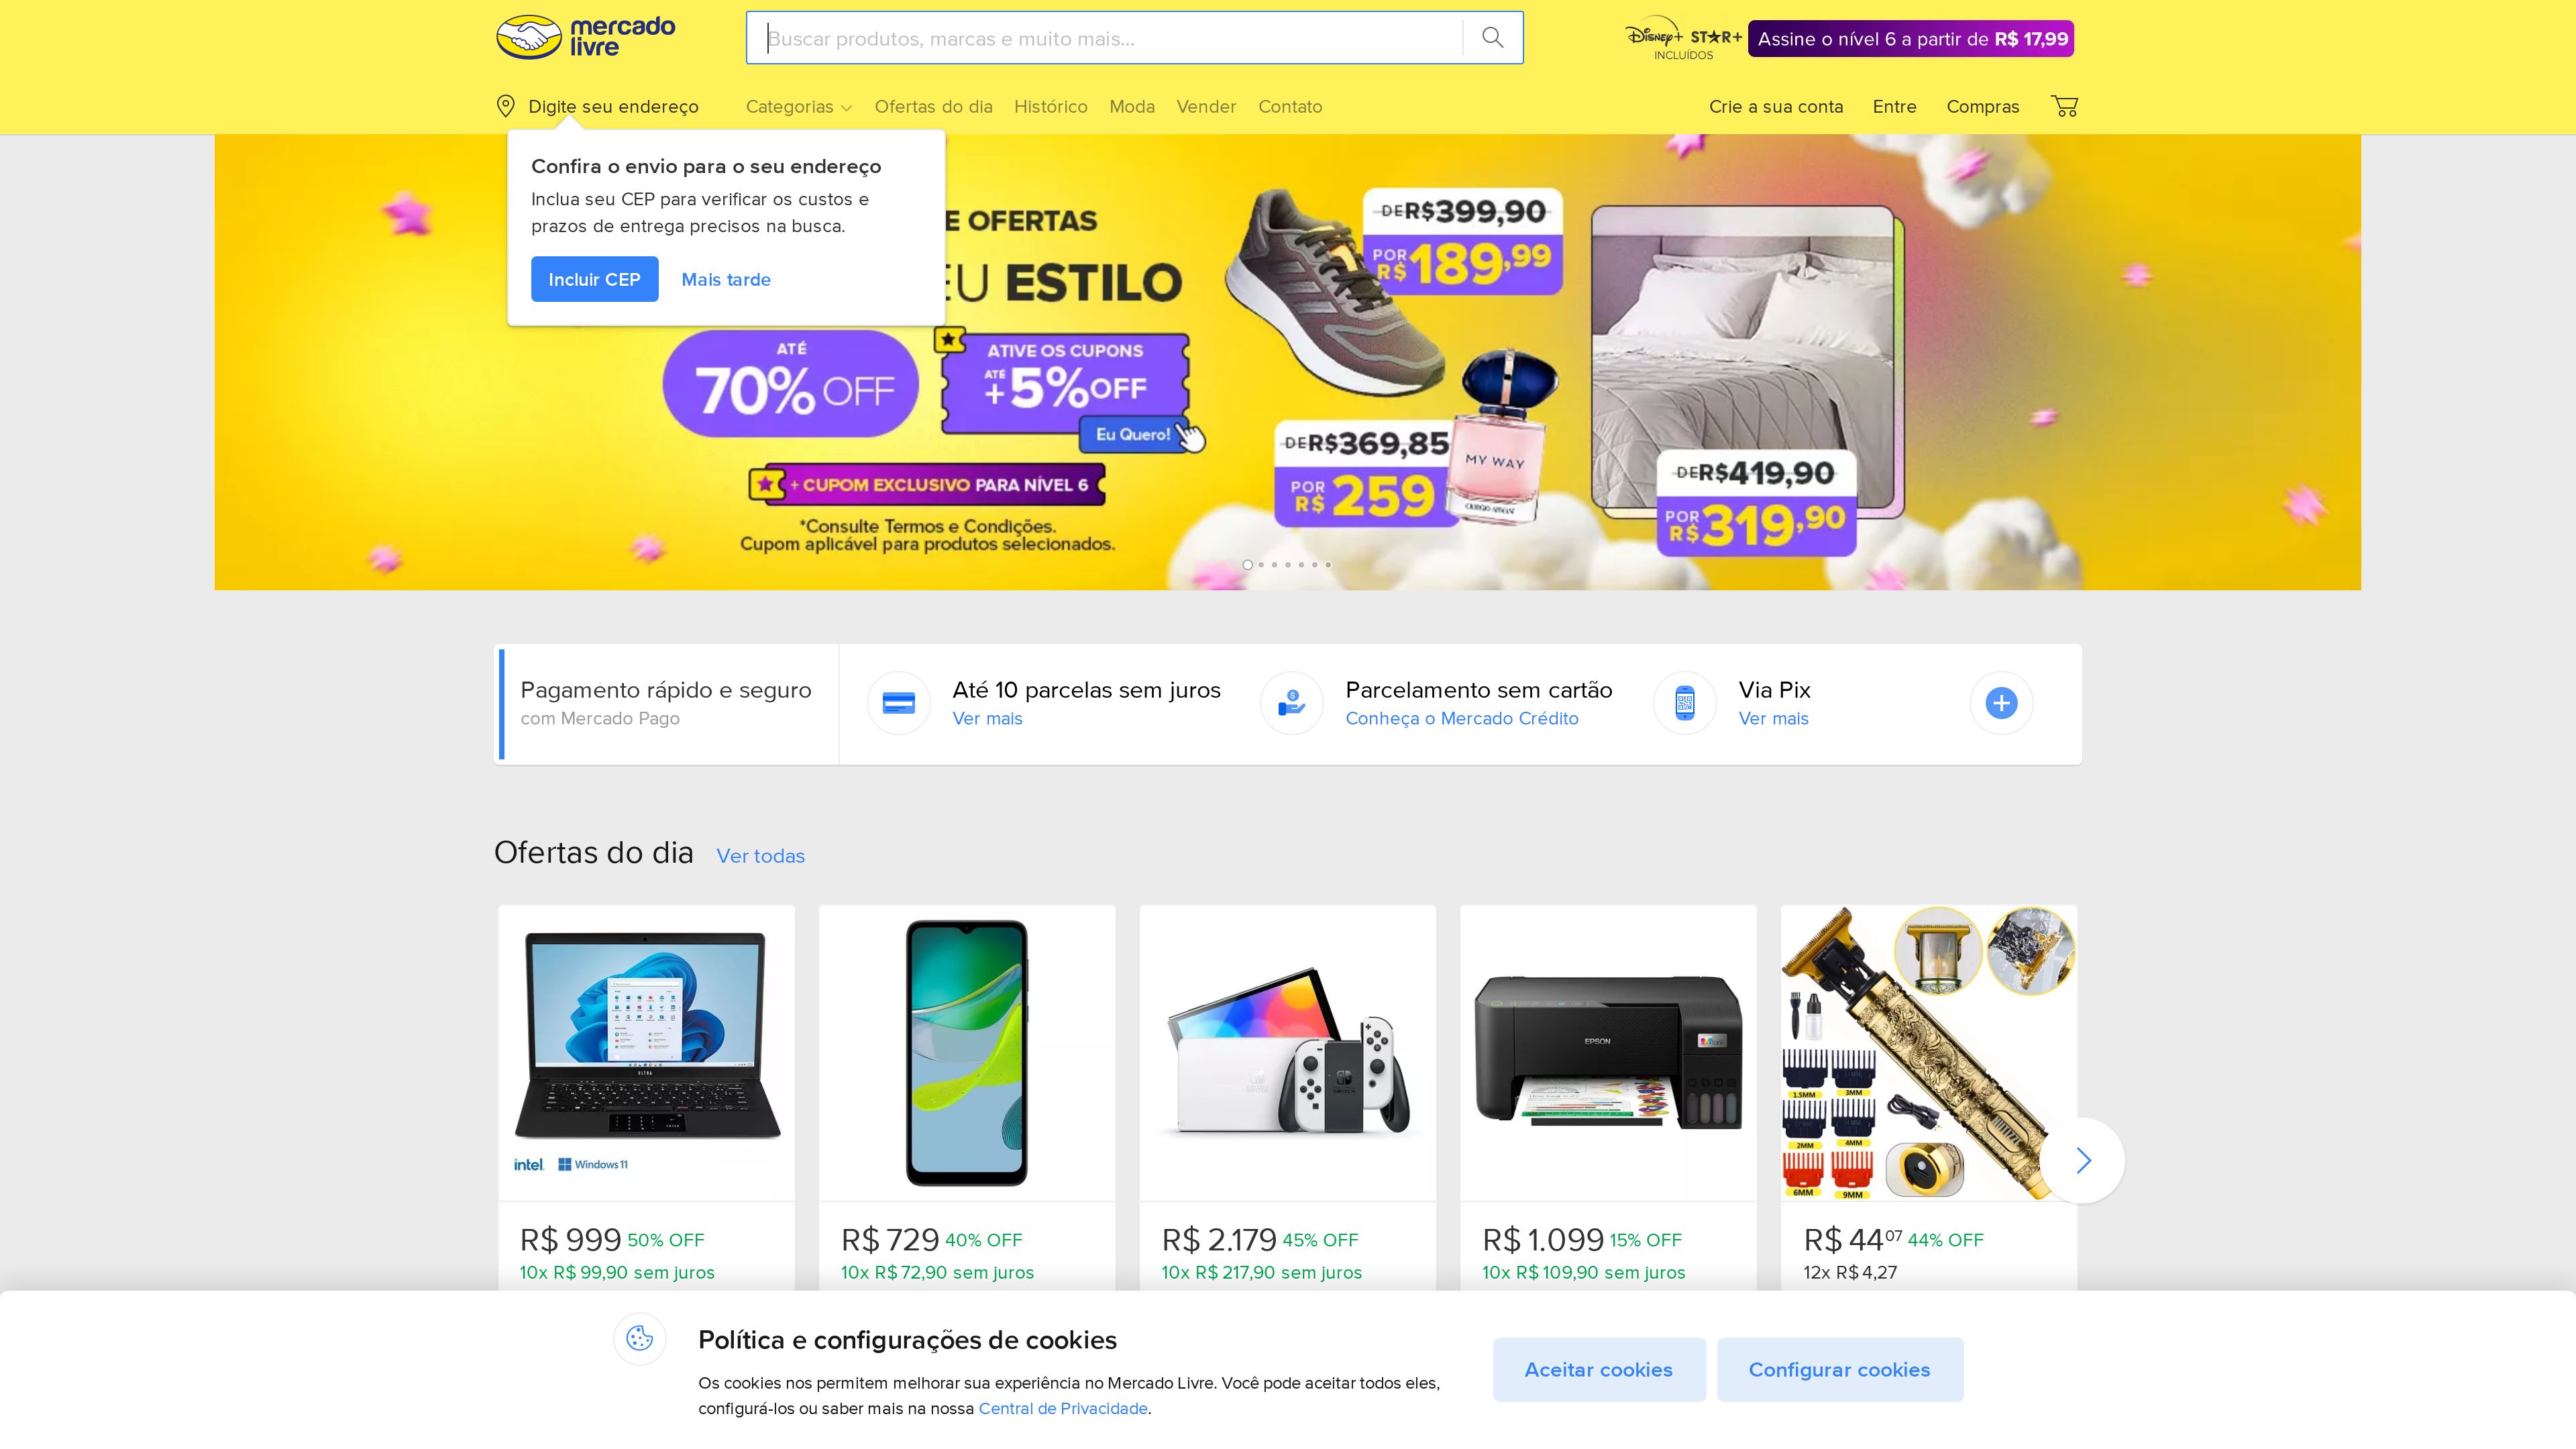 mercado
livre
Buscar produtos, marcas e muito mais...
Disney+ STAR+
INCLUÍDOS
Assine o nível 6 a partir de R$ 17,99
Digite seu endereço
Categorias
Ofertas do dia
Histórico
Moda
Vender
Contato
Crie a sua conta
Entre
Compras
Confira o envio para o seu endereço
Inclua seu CEP para verificar os custos e
prazos de entrega precisos na busca.
Incluir CEP
Mais tarde
E OFERTAS
EU ESTILO
ATÉ
70% OFF
ATIVE OS CUPONS
ATÉ
+5%OFF
Eu Quero!
+ CUPOM EXCLUSIVO PARA NÍVEL 6
*Consulte Termos e Condições.
Cupom aplicável para produtos selecionados.
DE R$399,90
POR
R$189,99
DE R$369,85
POR
R$ 259
MY WAY
GIORGIO ARMANI
DE R$419,90
POR
R$319,90
Pagamento rápido e seguro
com Mercado Pago
Até 10 parcelas sem juros
Ver mais
Parcelamento sem cartão
Conheça o Mercado Crédito
Via Pix
Ver mais
Ofertas do dia
Ver todas
ULTRA
intel
Windows 11
EPSON
1.5MM
3MM
2MM
4MM
6MM
9MM
R$ 999 50% OFF
10x R$ 99,90 sem juros
R$ 729 40% OFF
10x R$ 72,90 sem juros
R$ 2.179 45% OFF
10x R$ 217,90 sem juros
R$ 1.099 15% OFF
10x R$ 109,90 sem juros
R$ 44 07 44% OFF
12x R$ 4,27
Política e configurações de cookies
Os cookies nos permitem melhorar sua experiência no Mercado Livre. Você pode aceitar todos eles,
configurá-los ou saber mais na nossa Central de Privacidade.
Aceitar cookies
Configurar cookies